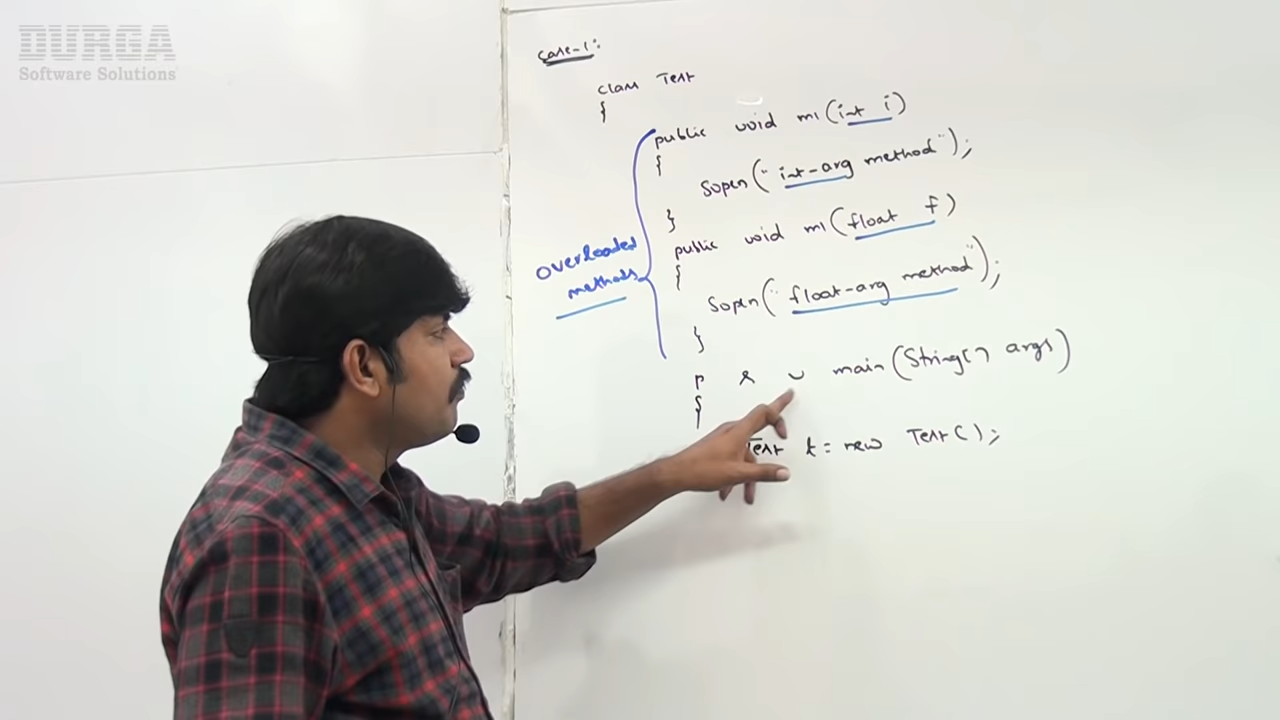 DURGA
Software Solutions
case-1:
class Test
{
public void m1(int i)
{
Sopln("int-arg method");
}
public void m1(float f)
{
Sopln("float-arg method");
}
overloaded
methods
p s v main(String[] args)
{
Test t = new Test();